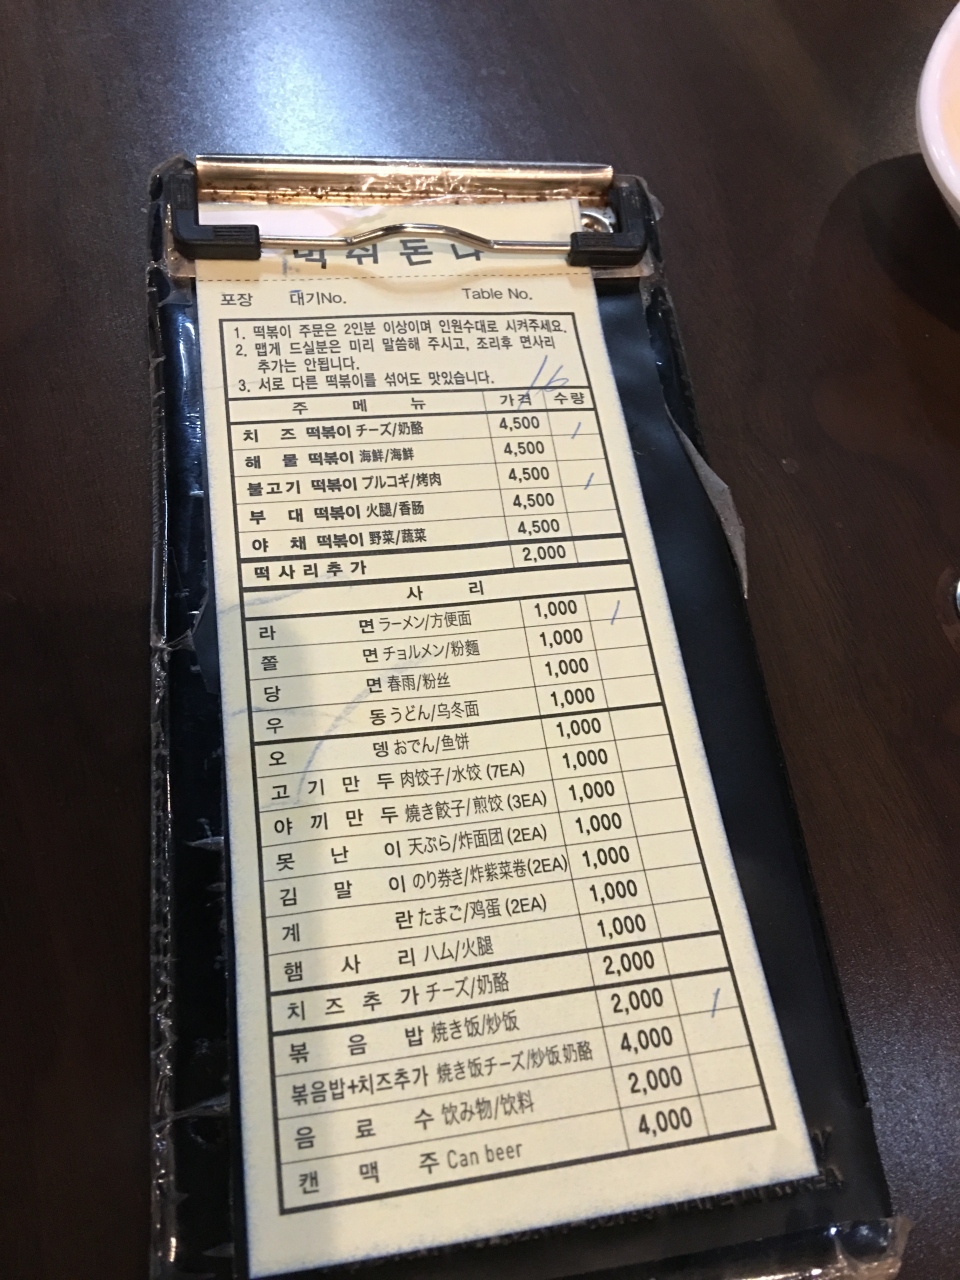 먹쉬돈나
포장 대기No. Table No.
1. 떡볶이 주문은 2인분 이상이며 인원수대로 시켜주세요.
2. 맵게 드실분은 미리 말씀해 주시고, 조리후 면사리
추가는 안됩니다.
3. 서로 다른 떡볶이를 섞어도 맛있습니다.
16
주 메 뉴 가격 수량
치 즈 떡볶이 チーズ/奶酪 4,500 /
해 물 떡볶이 海鮮/海鲜 4,500
불고기 떡볶이 プルコギ/烤肉 4,500 /
부 대 떡볶이 火腿/香肠 4,500
야 채 떡볶이 野菜/蔬菜 4,500
떡사리추가 2,000
사 리
라 면 ラーメン/方便面 1,000 /
쫄 면 チョルメン/粉麵 1,000
당 면 春雨/粉丝 1,000
우 동 うどん/乌冬面 1,000
오 뎅 おでん/鱼饼 1,000
고 기 만 두 肉饺子/水饺 (7EA) 1,000
야 끼 만 두 燒き餃子/煎饺 (3EA) 1,000
못 난 이 天ぷら/炸面团 (2EA) 1,000
김 말 이 のり券き/炸紫菜卷(2EA) 1,000
계 란 たまご/鸡蛋 (2EA) 1,000
햄 사 리 ハム/火腿 1,000
치 즈 추 가 チーズ/奶酪 2,000
볶 음 밥 焼き饭/炒饭 2,000 /
볶음밥+치즈추가 焼き饭チーズ/炒饭奶酪 4,000
음 료 수 饮み物/饮料 2,000
캔 맥 주 Can beer 4,000